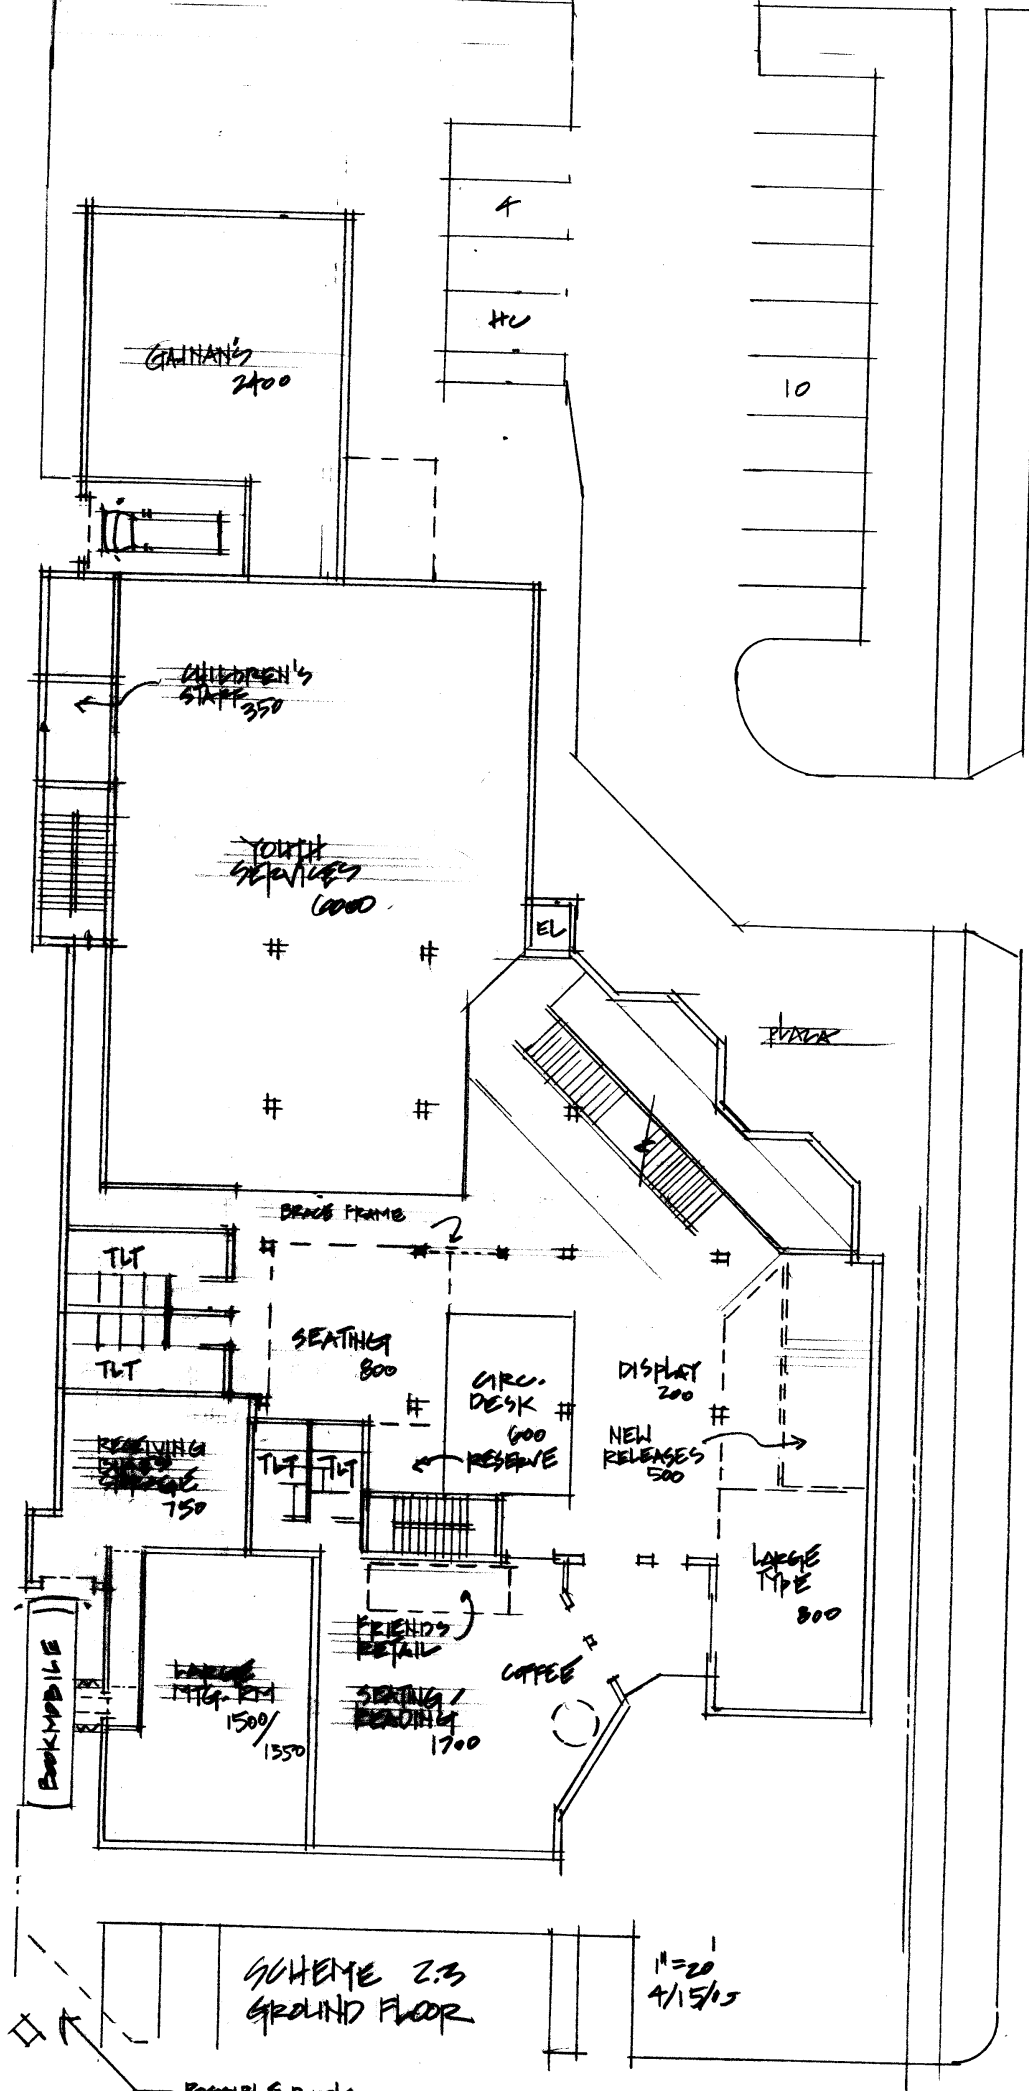 4
HC
GAINAN'S
2400
10
CHILDREN'S
STAFF
350
YOUTH
SERVICES
6000
EL
PLAZA
BRACE FRAME
TLT
TLT
SEATING
800
CIRC.
DESK
600
RESERVE
DISPLAY
200
NEW
RELEASES
500
RECEIVING
STORAGE
750
TLT
TLT
LARGE
TYPE
800
FRIENDS
RETAIL
COFFEE
LARGE
MTG. RM
1500/
1350
SEATING/
READING
1700
BOOKMOBILE
SCHEME 2.3
GROUND FLOOR
1"=20'
4/15/05
POSSIBLE